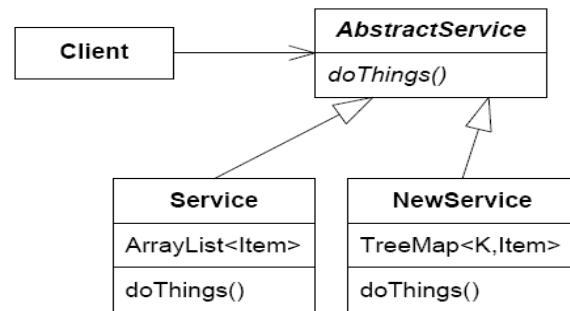 Client
AbstractService
doThings()
Service
ArrayList<Item>
doThings()
NewService
TreeMap<K,Item>
doThings()